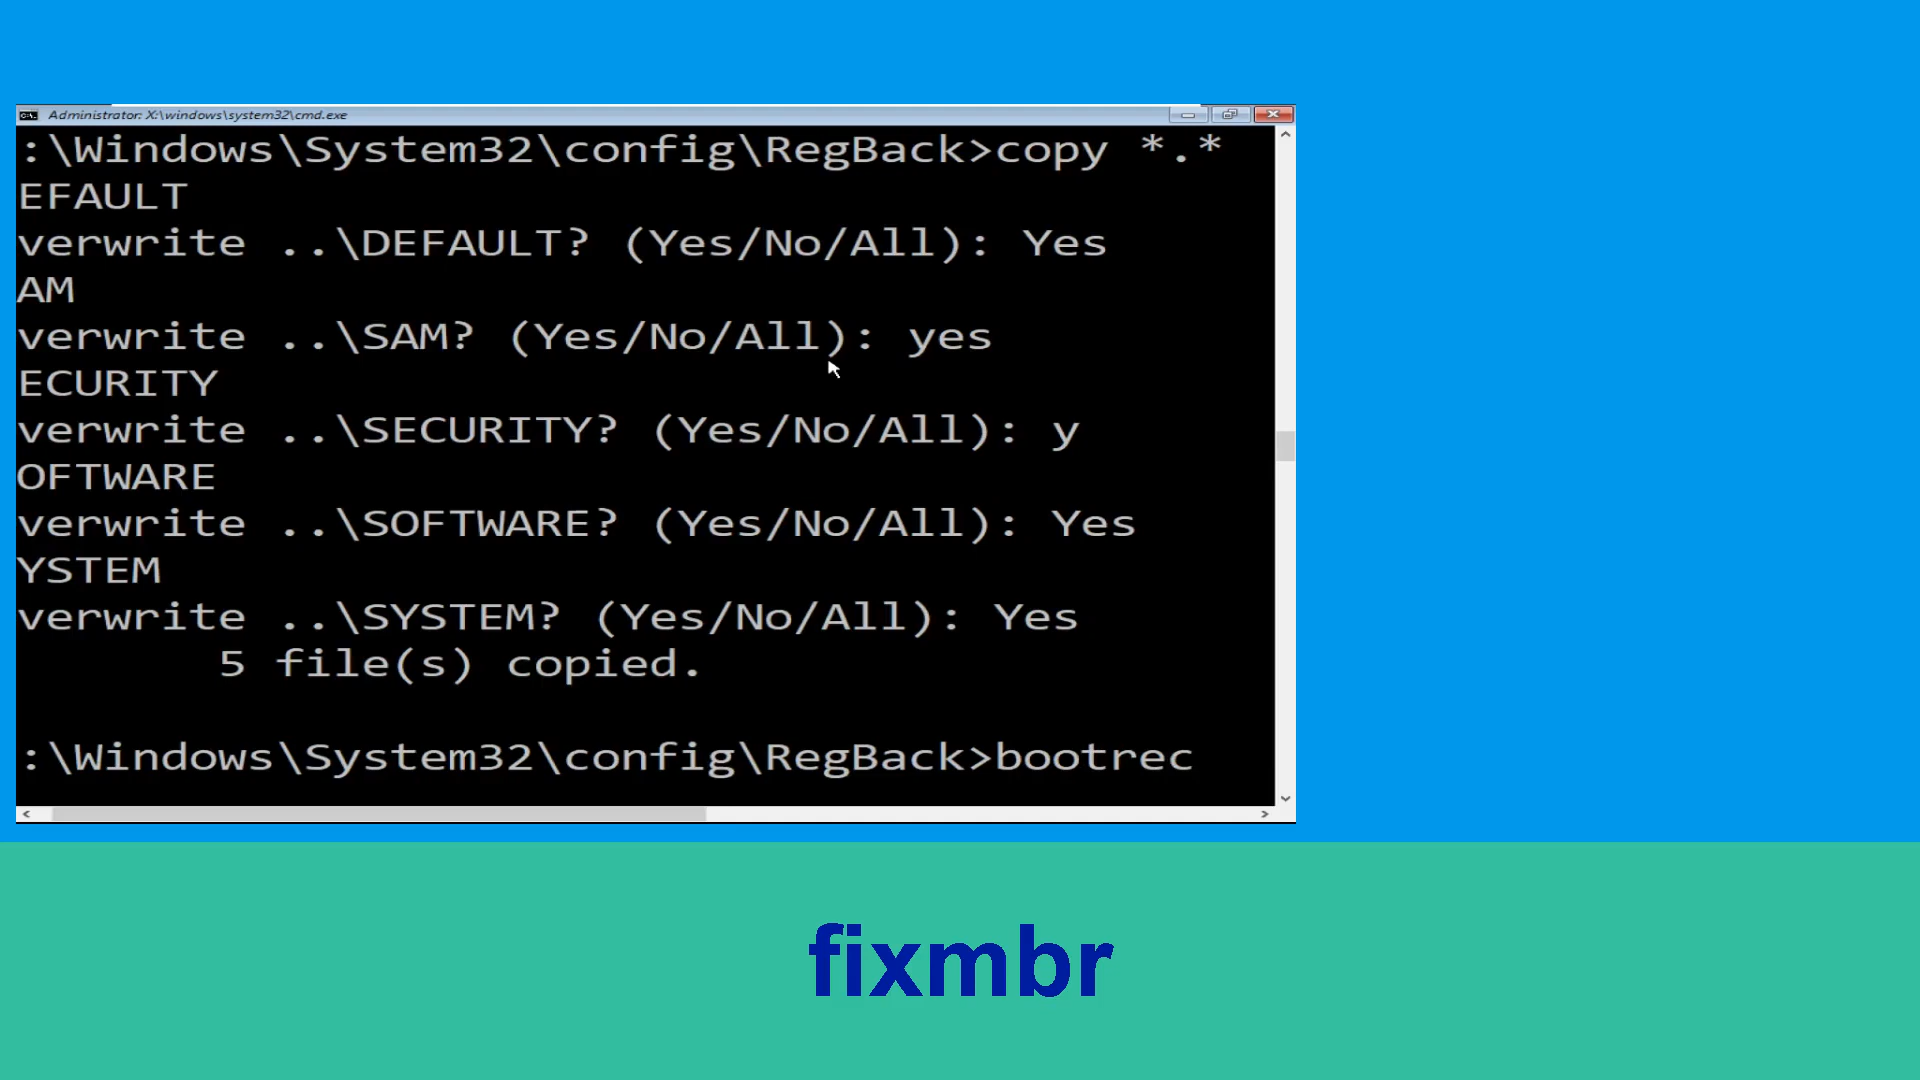 Administrator: X:\windows\system32\cmd.exe
:\Windows\System32\config\RegBack>copy *.*
EFAULT
verwrite ..\DEFAULT? (Yes/No/All): Yes
AM
verwrite ..\SAM? (Yes/No/All): yes
ECURITY
verwrite ..\SECURITY? (Yes/No/All): y
OFTWARE
verwrite ..\SOFTWARE? (Yes/No/All): Yes
YSTEM
verwrite ..\SYSTEM? (Yes/No/All): Yes
5 file(s) copied.
:\Windows\System32\config\RegBack>bootrec
fixmbr